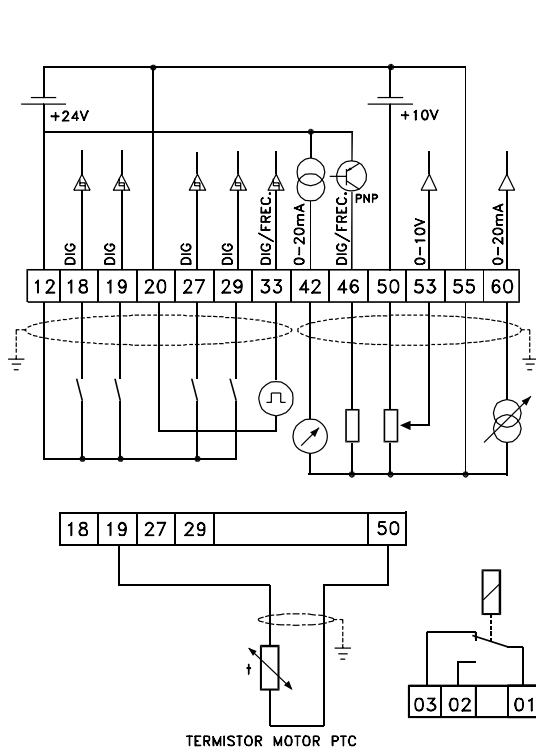 +24V
+10V
PNP
DIG
DIG
DIG
DIG
DIG/FREC.
0-20mA
DIG/FREC.
0-10V
0-20mA
12 18 19 20 27 29 33 42 46 50 53 55 60
18 19 27 29 50
t
03 02 01
TERMISTOR MOTOR PTC